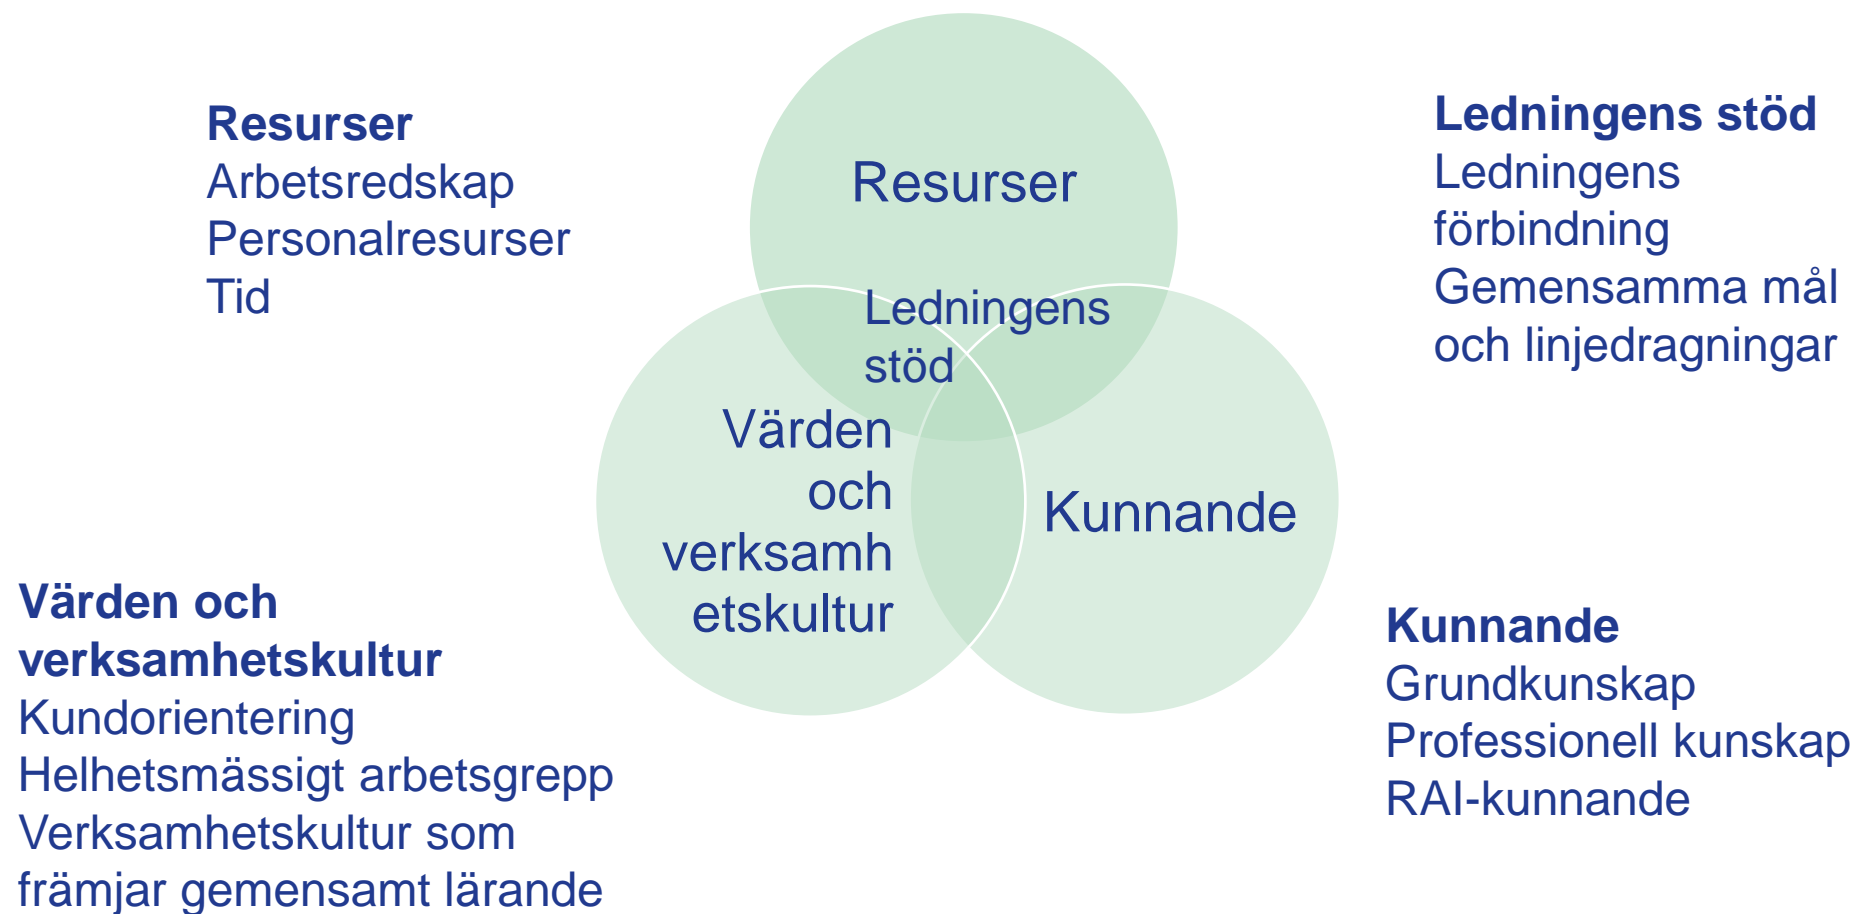 Resurser
Arbetsredskap
Personalresurser
Tid
Resurser
Ledningens
stöd
Värden
och
verksamh
etskultur
Kunnande
Ledningens stöd
Ledningens
förbindning
Gemensamma mål
och linjedragningar
Värden och
verksamhetskultur
Kundorientering
Helhetsmässigt arbetsgrepp
Verksamhetskultur som
främjar gemensamt lärande
Kunnande
Grundkunskap
Professionell kunskap
RAI-kunnande